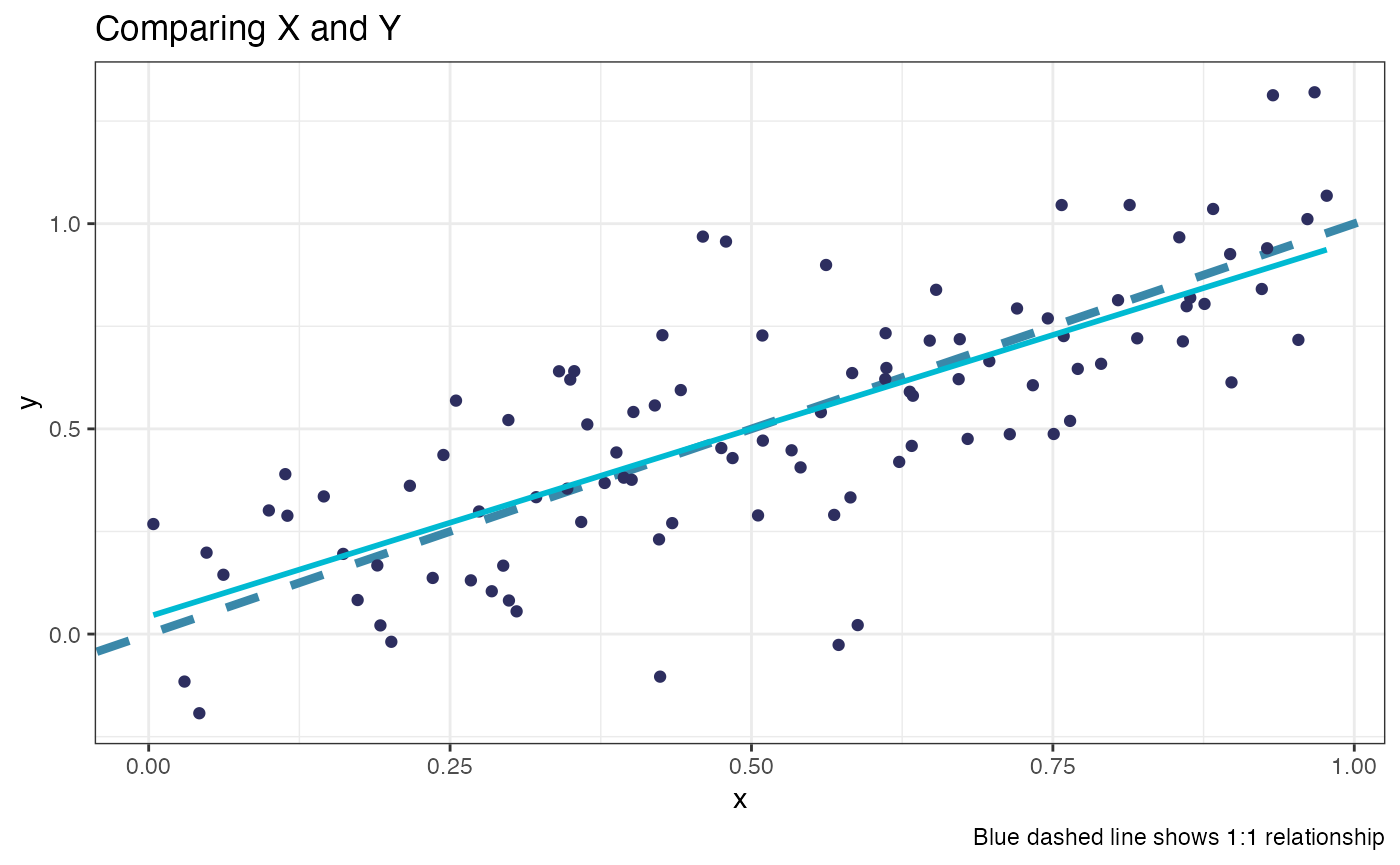 Comparing X and Y
1.0
0.5
0.0
y
0.00 0.25 0.50 0.75 1.00
x
Blue dashed line shows 1:1 relationship